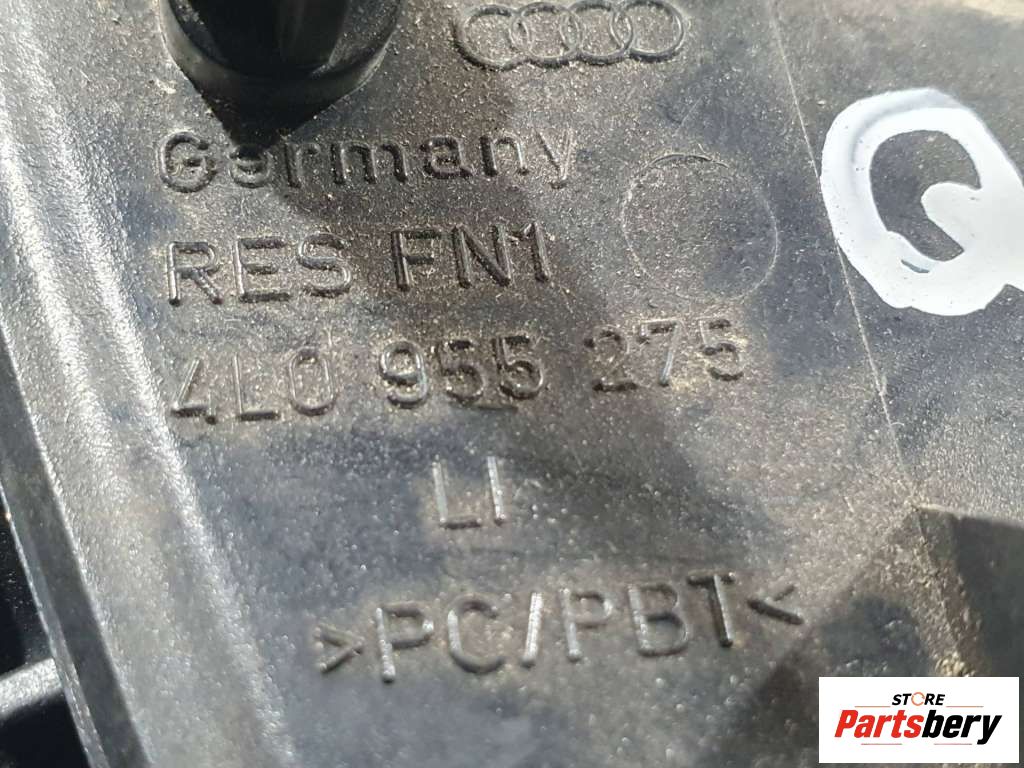 Germany
RES FN1
4L0 955 275
LI
>PC/PBT<
STORE
Partsbery